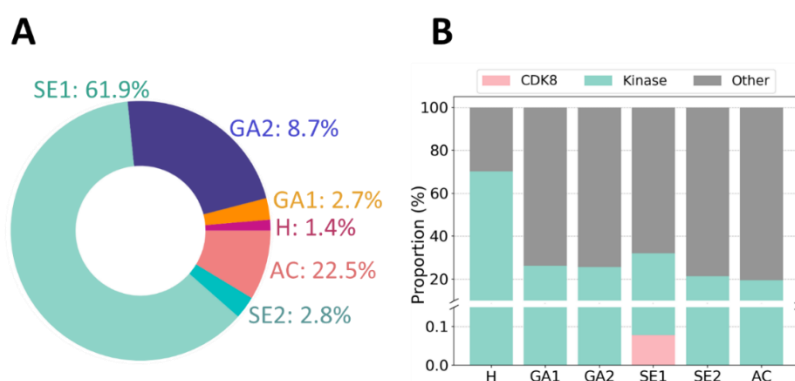 A
SE1: 61.9%
GA2: 8.7%
GA1: 2.7%
H: 1.4%
AC: 22.5%
SE2: 2.8%
B
CDK8 Kinase Other
Proportion (%)
100
80
60
40
20
0.1
0.0
H GA1 GA2 SE1 SE2 AC